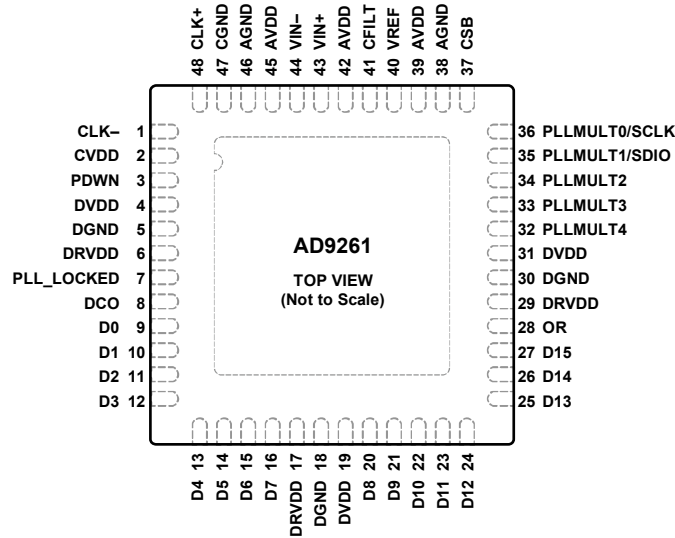 48 CLK+
47 CGND
46 AGND
45 AVDD
44 VIN–
43 VIN+
42 AVDD
41 CFILT
40 VREF
39 AVDD
38 AGND
37 CSB
CLK– 1
CVDD 2
PDWN 3
DVDD 4
DGND 5
DRVDD 6
PLL_LOCKED 7
DCO 8
D0 9
D1 10
D2 11
D3 12
AD9261
TOP VIEW
(Not to Scale)
36 PLLMULT0/SCLK
35 PLLMULT1/SDIO
34 PLLMULT2
33 PLLMULT3
32 PLLMULT4
31 DVDD
30 DGND
29 DRVDD
28 OR
27 D15
26 D14
25 D13
D4 13
D5 14
D6 15
D7 16
DRVDD 17
DGND 18
DVDD 19
D8 20
D9 21
D10 22
D11 23
D12 24